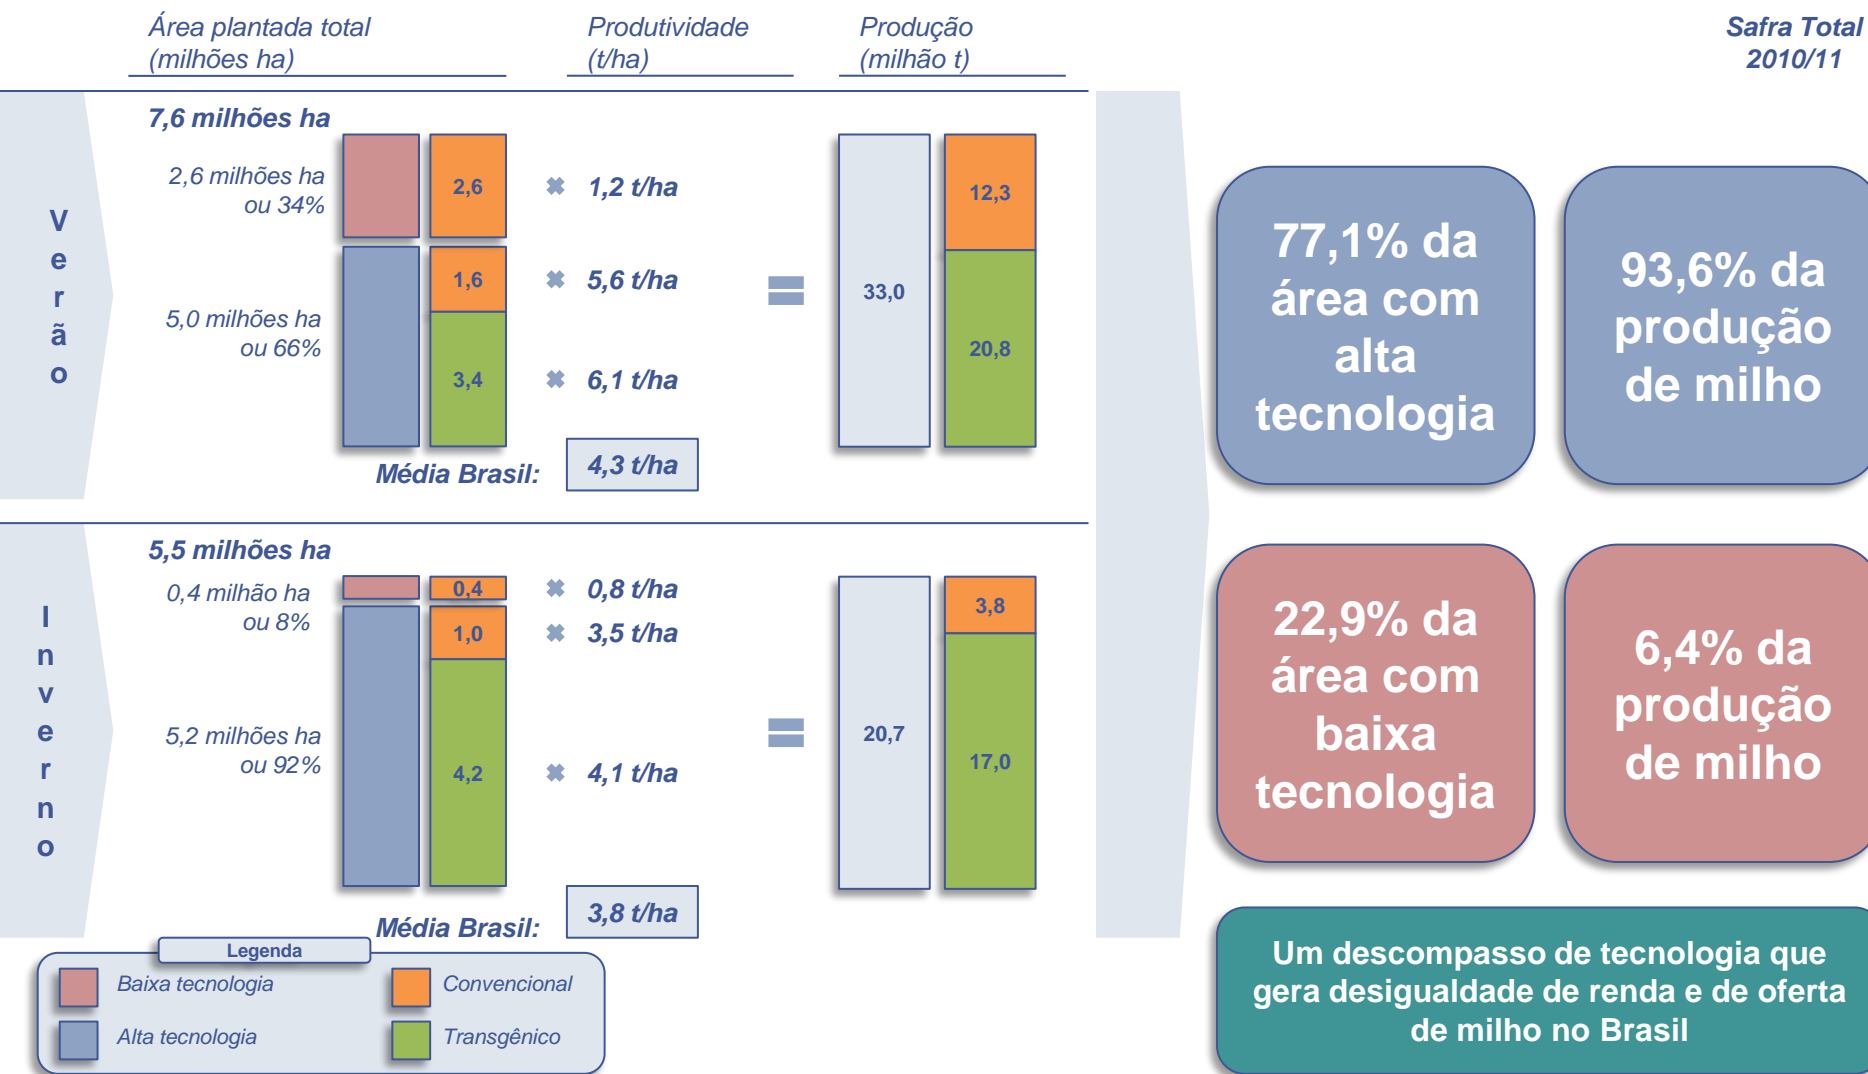 Área plantada total
(milhões ha)
Produtividade
(t/ha)
Produção
(milhão t)
Safra Total
2010/11
Verão
7,6 milhões ha
2,6 milhões ha
ou 34%
2,6
1,2 t/ha
5,0 milhões ha
ou 66%
1,6
5,6 t/ha
3,4
6,1 t/ha
Média Brasil:
4,3 t/ha
33,0
12,3
20,8
Inverno
5,5 milhões ha
0,4 milhão ha
ou 8%
0,4
0,8 t/ha
1,0
3,5 t/ha
5,2 milhões ha
ou 92%
4,2
4,1 t/ha
Média Brasil:
3,8 t/ha
20,7
3,8
17,0
77,1% da
área com
alta
tecnologia
93,6% da
produção
de milho
22,9% da
área com
baixa
tecnologia
6,4% da
produção
de milho
Um descompasso de tecnologia que
gera desigualdade de renda e de oferta
de milho no Brasil
Legenda
Baixa tecnologia
Convencional
Alta tecnologia
Transgênico